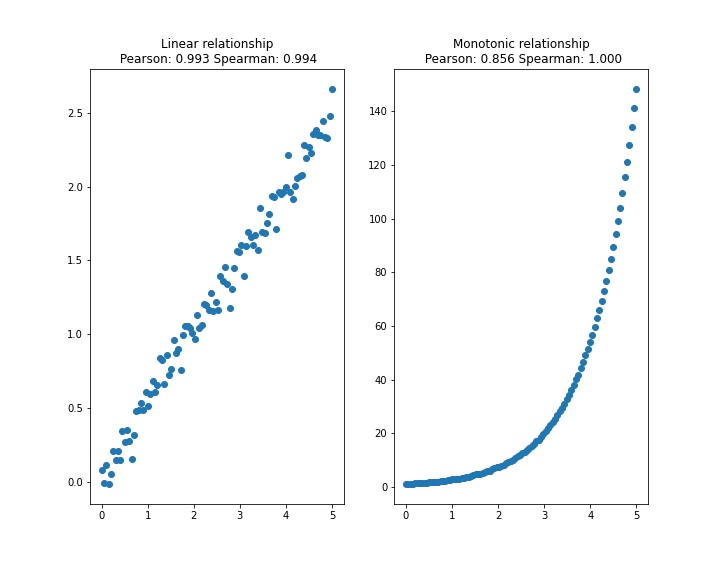 Linear relationship
Pearson: 0.993 Spearman: 0.994
2.5
2.0
1.5
1.0
0.5
0.0
0 1 2 3 4 5
Monotonic relationship
Pearson: 0.856 Spearman: 1.000
140
120
100
80
60
40
20
0
0 1 2 3 4 5